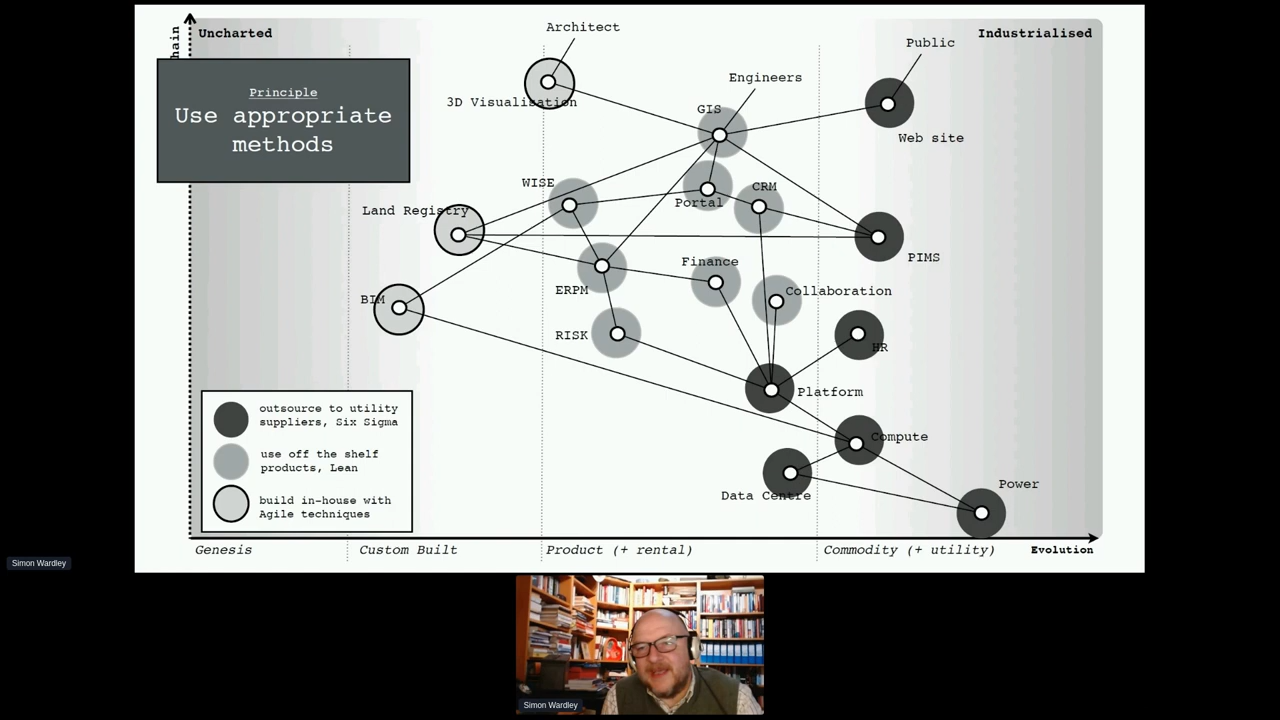 Uncharted
Industrialised
Architect
Public
Principle
Use appropriate
methods
3D Visualisation
Engineers
GIS
Web site
WISE
CRM
Portal
Land Registry
PIMS
Finance
ERPM
Collaboration
BIM
RISK
HR
Platform
outsource to utility
suppliers, Six Sigma
use off the shelf
products, Lean
build in-house with
Agile techniques
Compute
Data Centre
Power
Genesis
Custom Built
Product (+ rental)
Commodity (+ utility)
Evolution
Simon Wardley
Simon Wardley